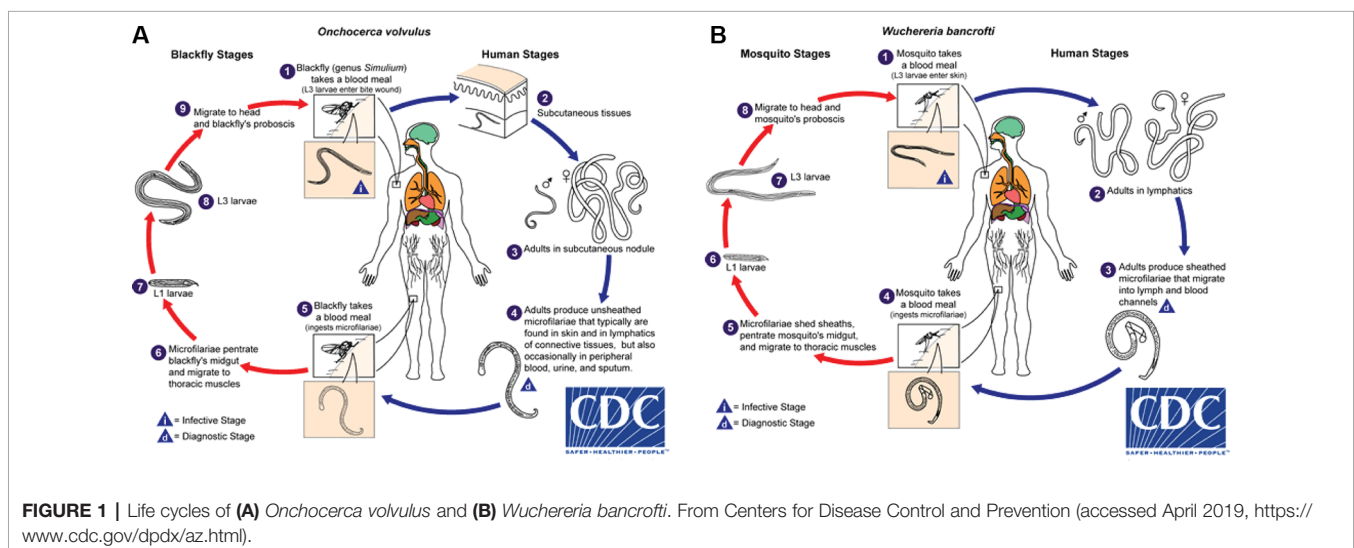 A
Onchocerca volvulus
Blackfly Stages
Human Stages
1 Blackfly (genus Simulium)
takes a blood meal
(L3 larvae enter bite wound)
i
2
Subcutaneous tissues
♂
♀
3 Adults in subcutaneous nodule
4 Adults produce unsheathed
microfilariae that typically are
found in skin and in lymphatics
of connective tissues, but also
occasionally in peripheral
blood, urine, and sputum.
d
5 Blackfly takes
a blood meal
(ingests microfilariae)
6 Microfilariae pentrate
blackfly's midgut
and migrate to
thoracic muscles
7
L1 larvae
8 L3 larvae
9 Migrate to head
and blackfly's proboscis
i = Infective Stage
d = Diagnostic Stage
CDC
SAFER•HEALTHIER•PEOPLE™
B
Wuchereria bancrofti
Mosquito Stages
Human Stages
1 Mosquito takes
a blood meal
(L3 larvae enter skin)
i
♂
♀
2 Adults in lymphatics
3 Adults produce sheathed
microfilariae that migrate
into lymph and blood
channels d
4 Mosquito takes
a blood meal
(ingests microfilariae)
5 Microfilariae shed sheaths,
pentrate mosquito's midgut,
and migrate to thoracic muscles
6
L1 larvae
7 L3 larvae
8 Migrate to head and
mosquito's proboscis
i = Infective Stage
d = Diagnostic Stage
CDC
SAFER•HEALTHIER•PEOPLE™
FIGURE 1 | Life cycles of (A) Onchocerca volvulus and (B) Wuchereria bancrofti. From Centers for Disease Control and Prevention (accessed April 2019, https://
www.cdc.gov/dpdx/az.html).